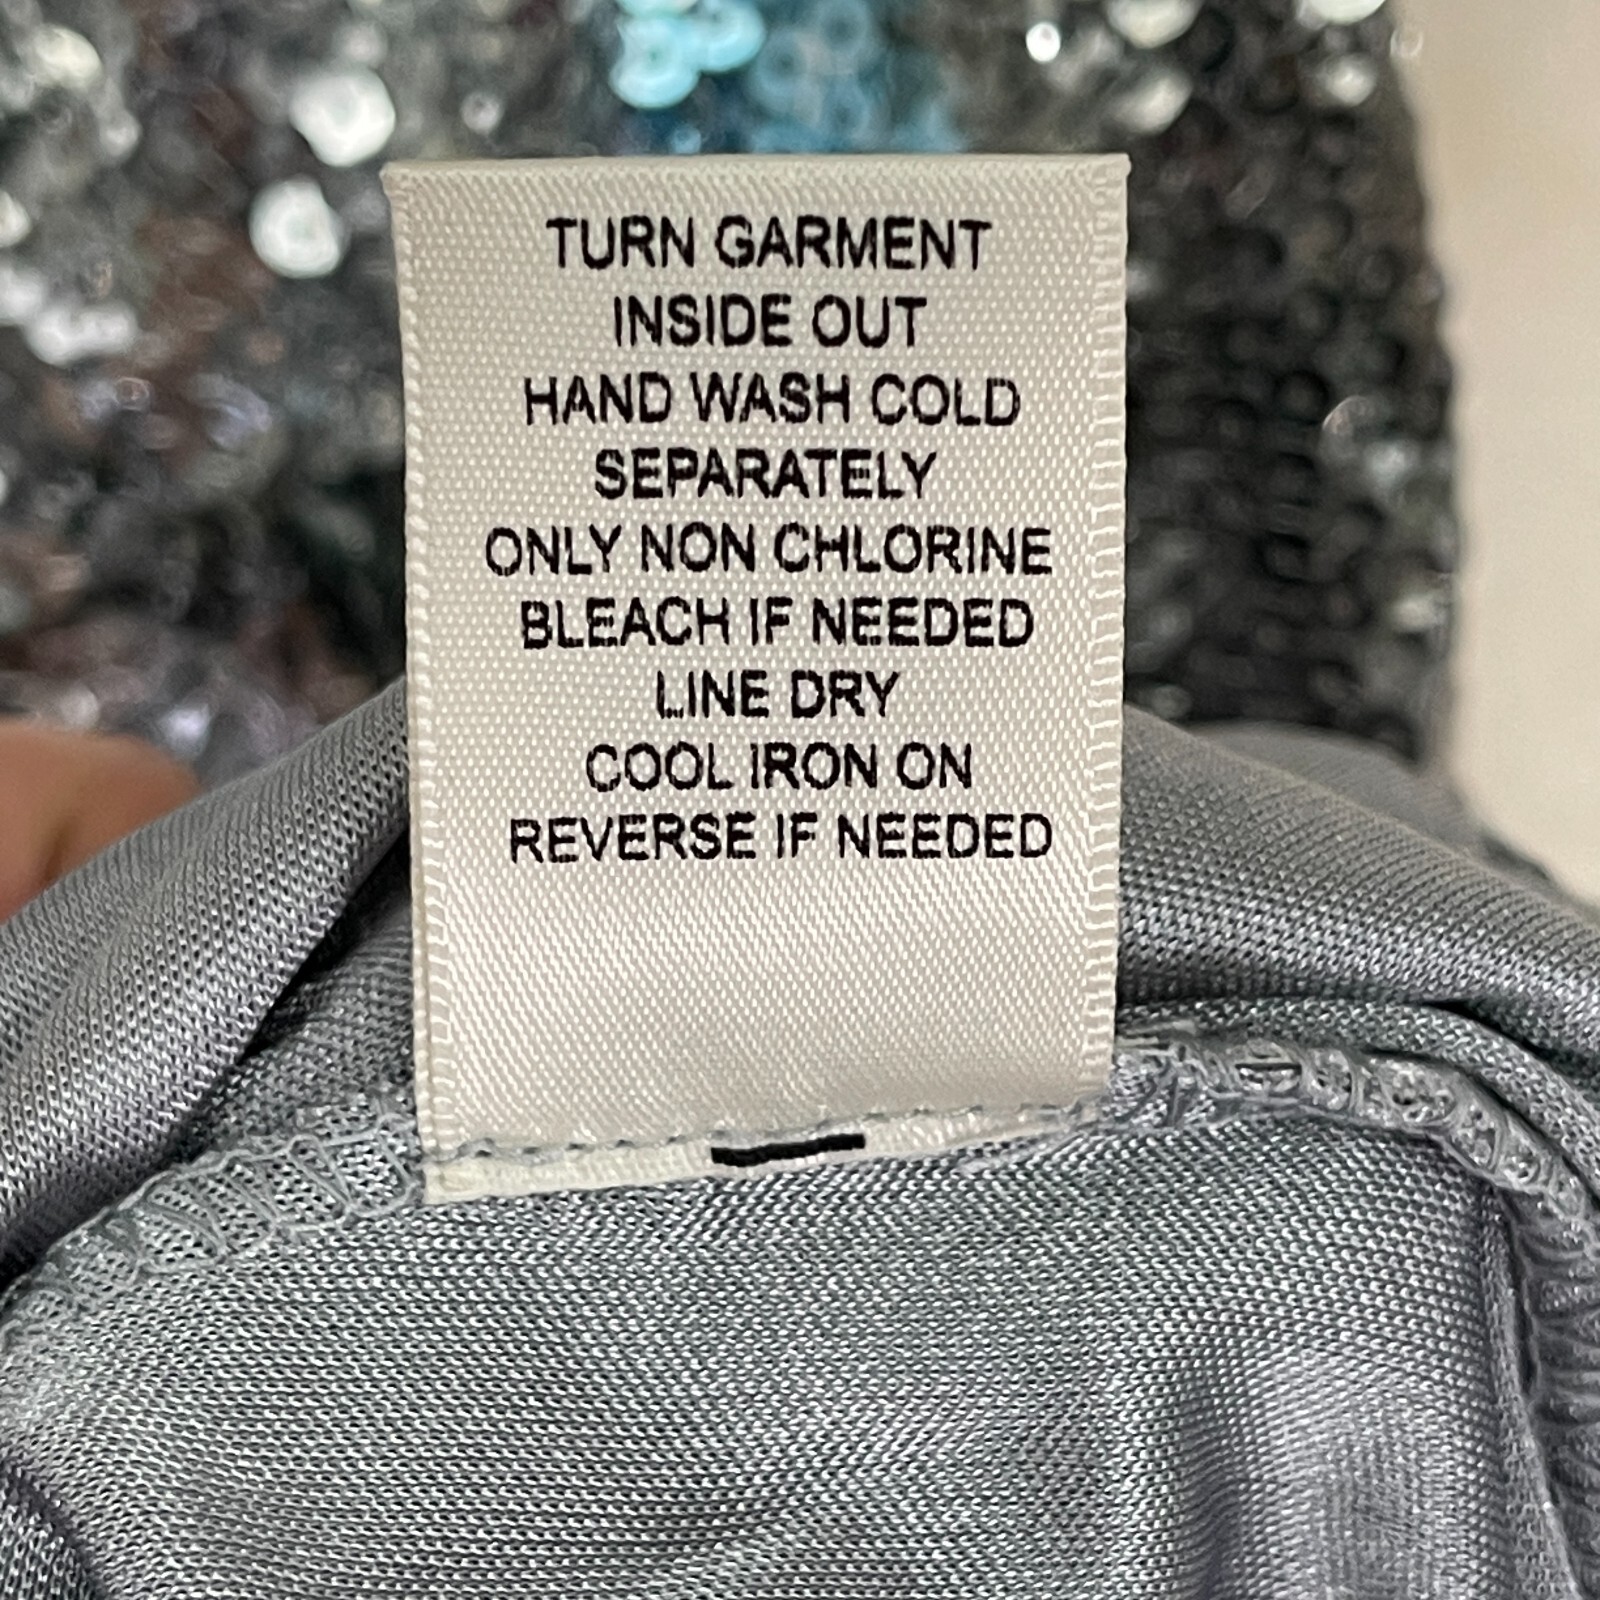 TURN GARMENT
INSIDE OUT
HAND WASH COLD
SEPARATELY
ONLY NON CHLORINE
BLEACH IF NEEDED
LINE DRY
COOL IRON ON
REVERSE IF NEEDED